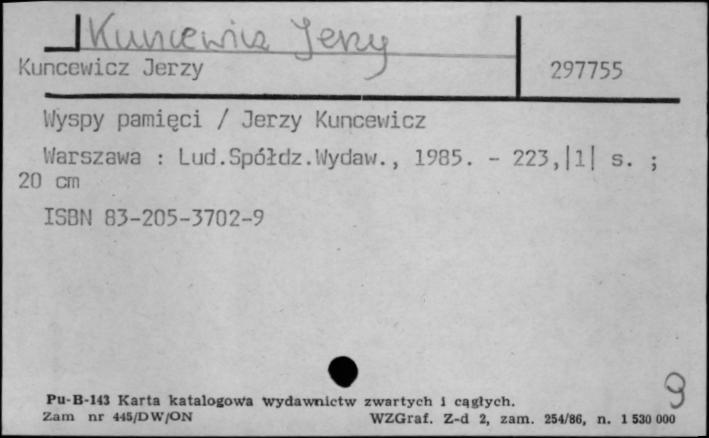 Kuncewicz Jerzy
Kuncewicz Jerzy 297755
Wyspy pamięci / Jerzy Kuncewicz
Warszawa : Lud.Spółdz.Wydaw., 1985. - 223,|1| s. ;
20 cm
ISBN 83-205-3702-9
9
Pu-B-143 Karta katalogowa wydawnictw zwartych i cągłych.
Zam nr 445/DW/ON WZGraf. Z-d 2, zam. 254/86, n. 1 530 000